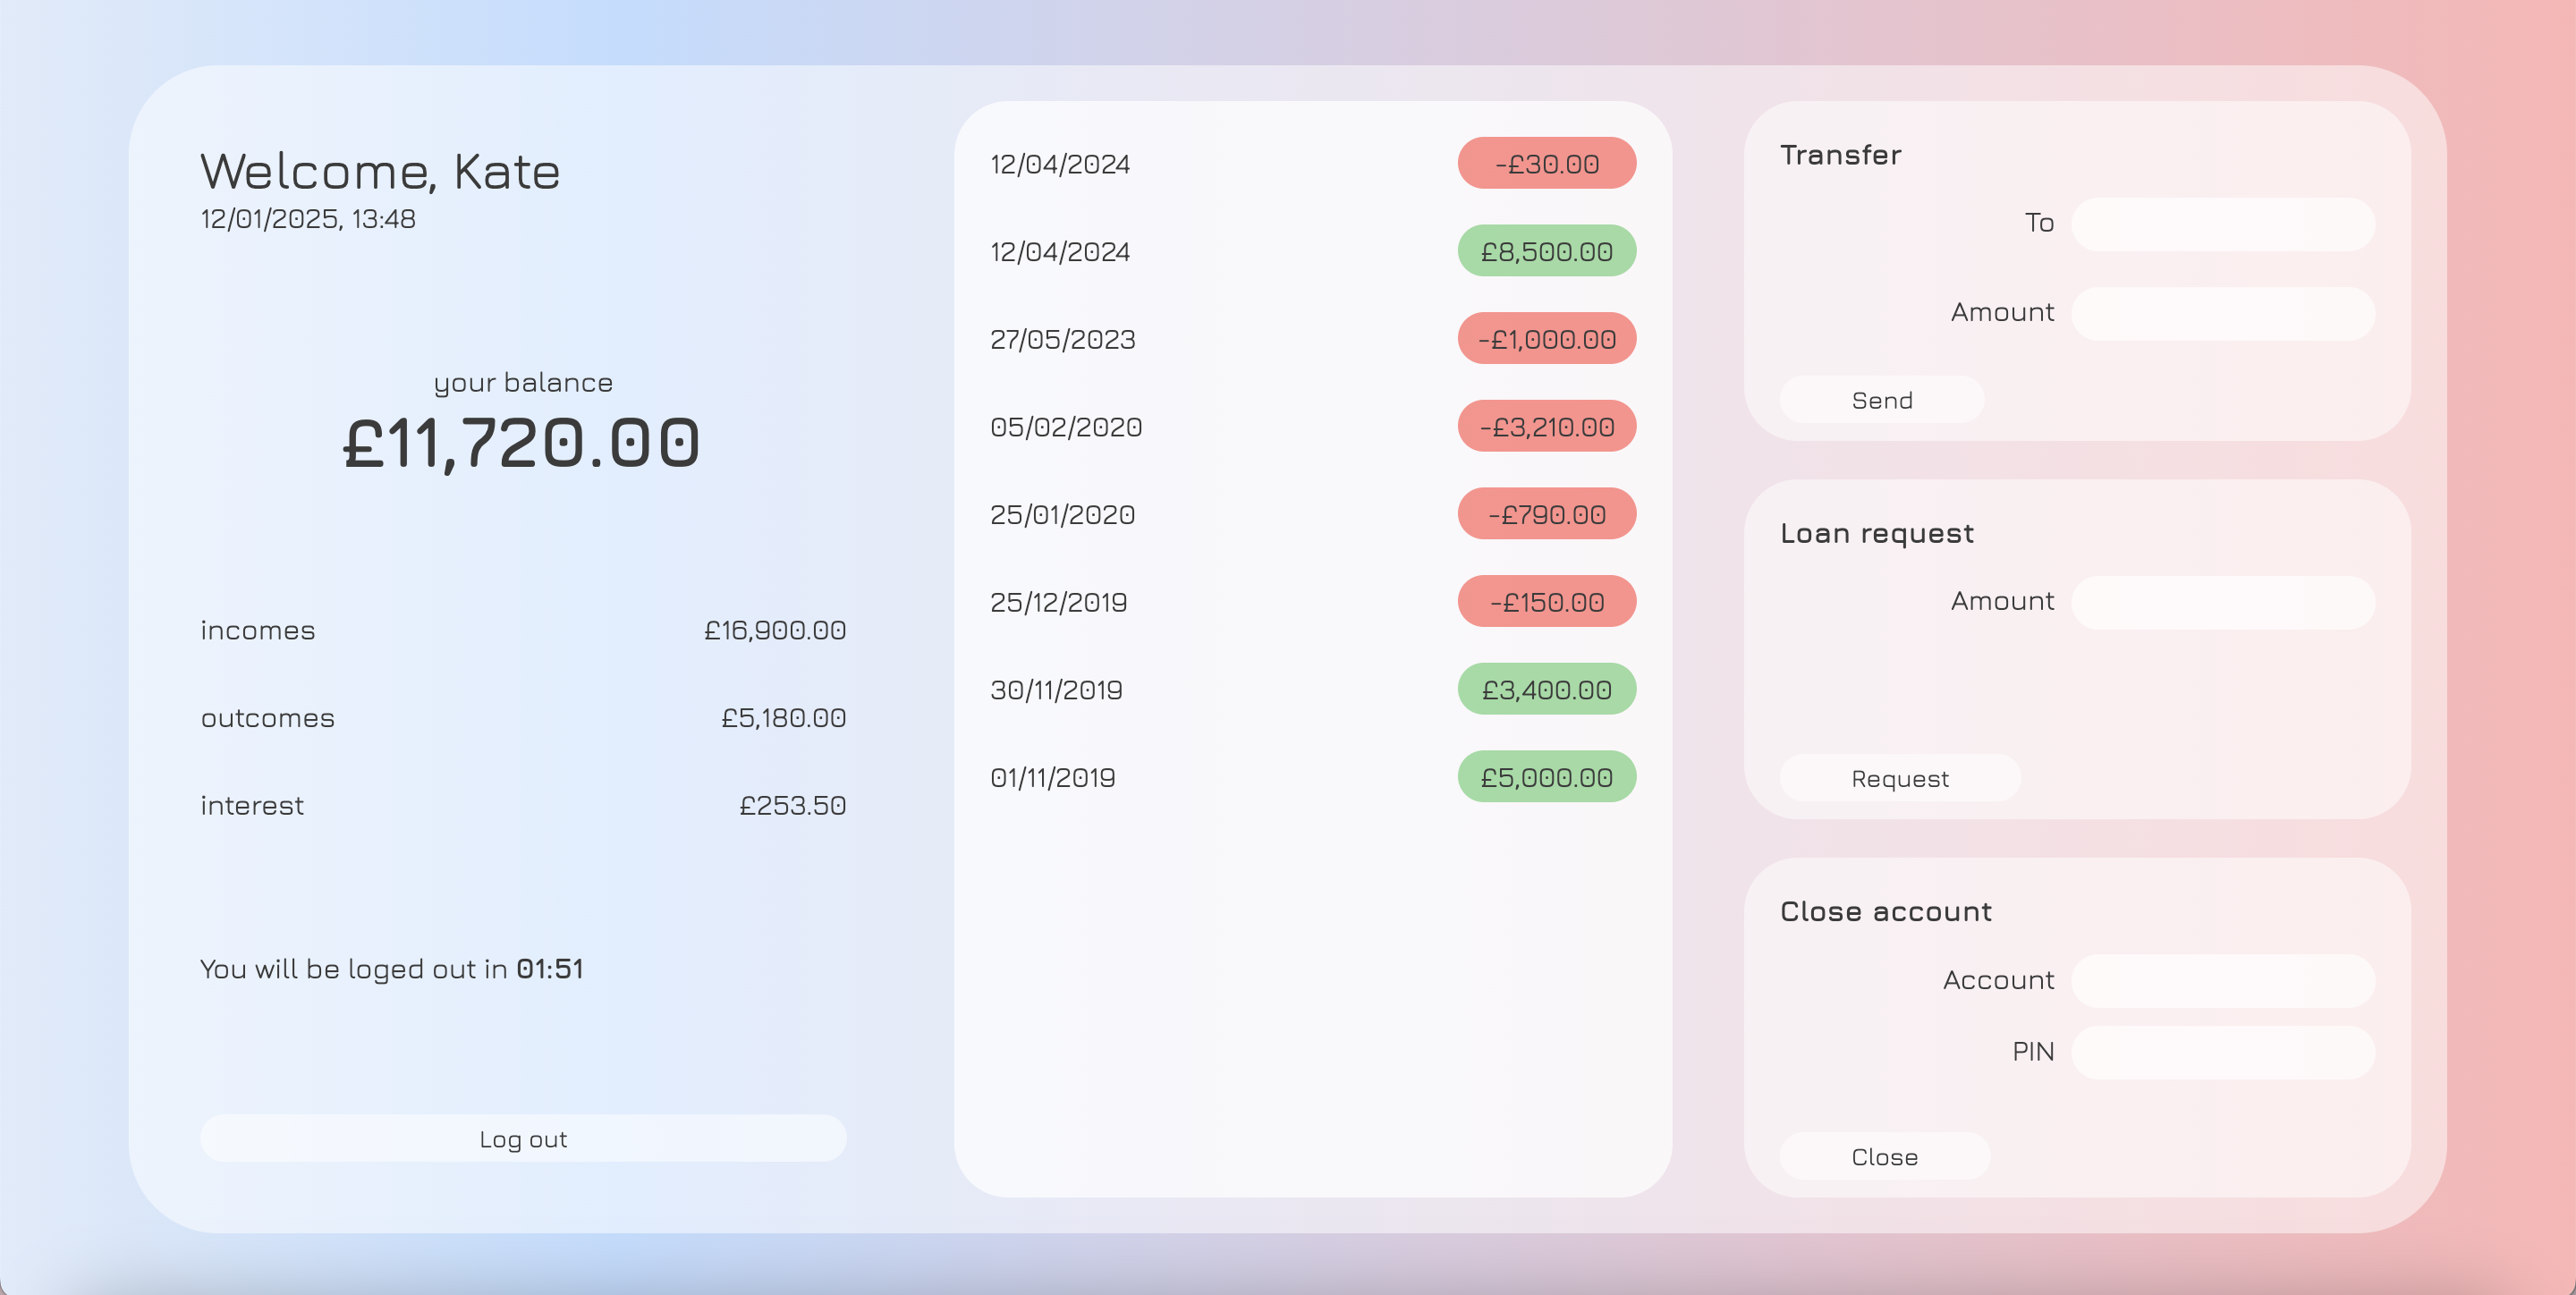 Welcome, Kate
12/01/2025, 13:48
your balance
£11,720.00
incomes £16,900.00
outcomes £5,180.00
interest £253.50
You will be loged out in 01:51
Log out
12/04/2024 -£30.00
12/04/2024 £8,500.00
27/05/2023 -£1,000.00
05/02/2020 -£3,210.00
25/01/2020 -£790.00
25/12/2019 -£150.00
30/11/2019 £3,400.00
01/11/2019 £5,000.00
Transfer
To
Amount
Send
Loan request
Amount
Request
Close account
Account
PIN
Close